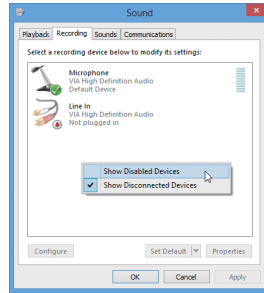 Sound
Playback Recording Sounds Communications
Select a recording device below to modify its settings:
Microphone
VIA High Definition Audio
Default Device
Line In
VIA High Definition Audio
Not plugged in
Show Disabled Devices
Show Disconnected Devices
Configure Set Default Properties
OK Cancel Apply